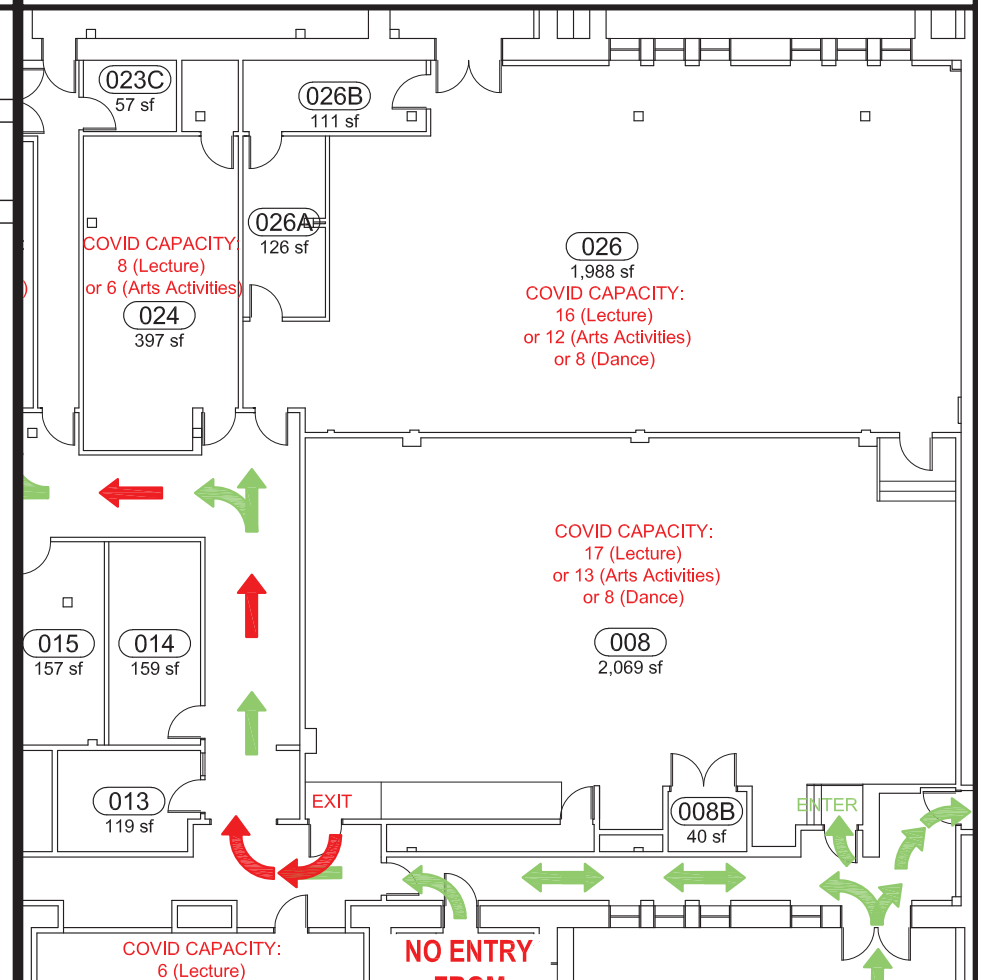 023C
57 sf
026B
111 sf
026A
126 sf
COVID CAPACITY:
8 (Lecture)
or 6 (Arts Activities)
024
397 sf
026
1,988 sf
COVID CAPACITY:
16 (Lecture)
or 12 (Arts Activities)
or 8 (Dance)
COVID CAPACITY:
17 (Lecture)
or 13 (Arts Activities)
or 8 (Dance)
008
2,069 sf
015
157 sf
014
159 sf
013
119 sf
EXIT
008B
40 sf
ENTER
COVID CAPACITY:
6 (Lecture)
NO ENTRY
FROM